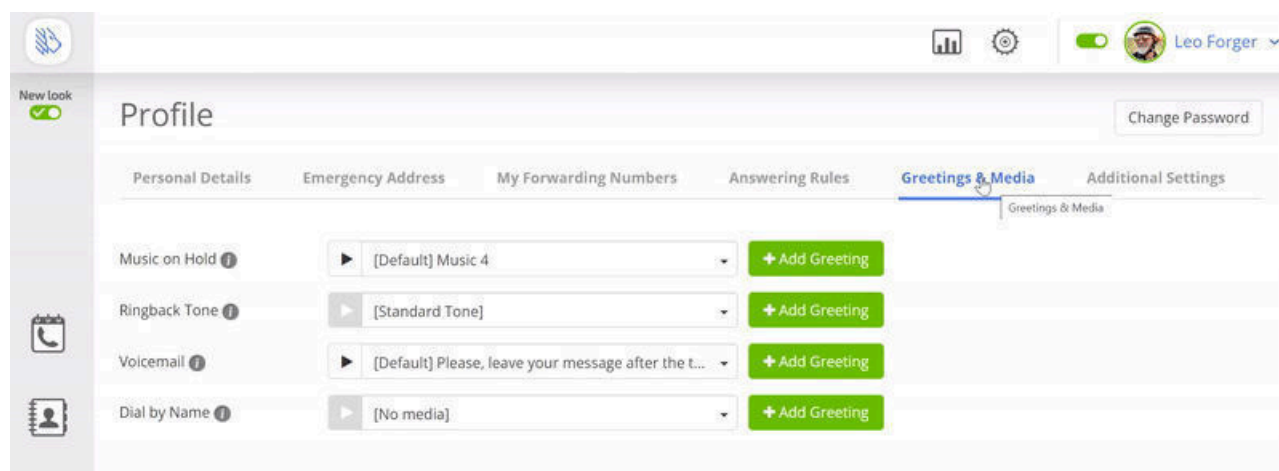 Leo Forger
New look
Profile
Change Password
Personal Details Emergency Address My Forwarding Numbers Answering Rules Greetings & Media Additional Settings
Greetings & Media
Music on Hold [Default] Music 4 + Add Greeting
Ringback Tone [Standard Tone] + Add Greeting
Voicemail [Default] Please, leave your message after the t... + Add Greeting
Dial by Name [No media] + Add Greeting